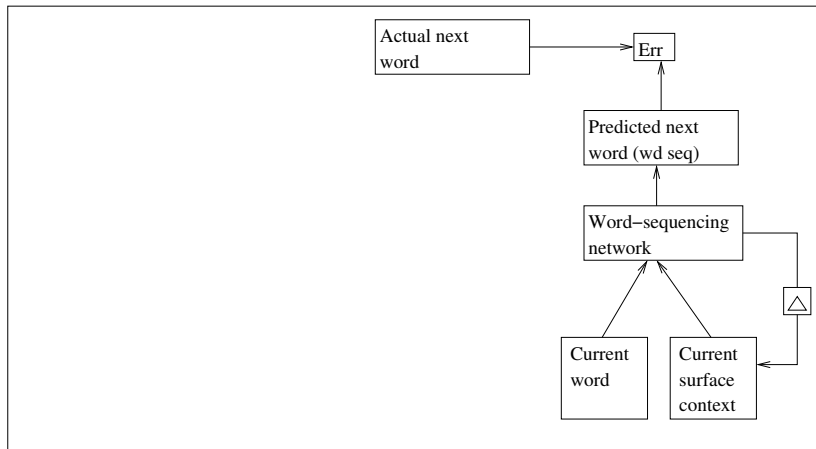 Actual next
word
Err
Predicted next
word (wd seq)
Word−sequencing
network
△
Current
word
Current
surface
context